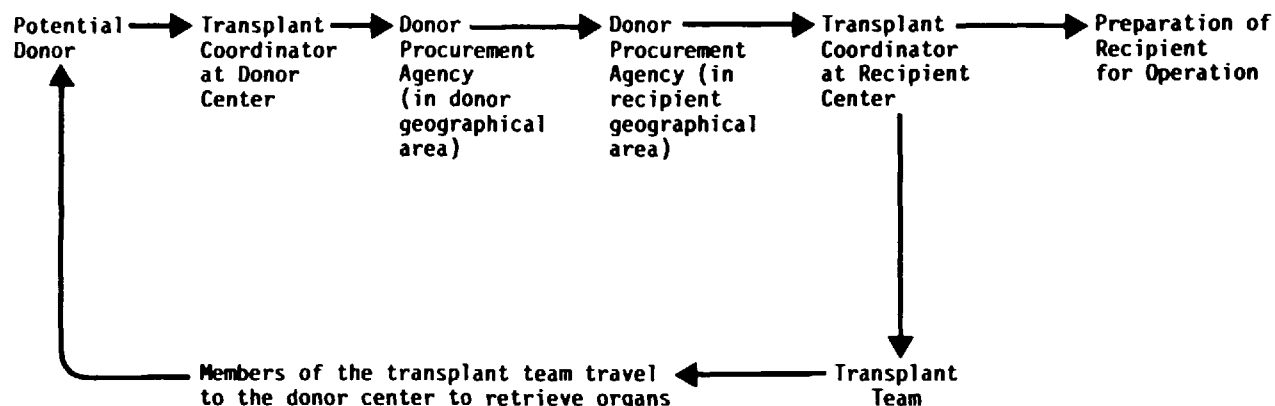 Potential
Donor
Transplant
Coordinator
at Donor
Center
Donor
Procurement
Agency
(in donor
geographical
area)
Donor
Procurement
Agency (in
recipient
geographical
area)
Transplant
Coordinator
at Recipient
Center
Preparation of
Recipient
for Operation
Members of the transplant team travel
to the donor center to retrieve organs
Transplant
Team